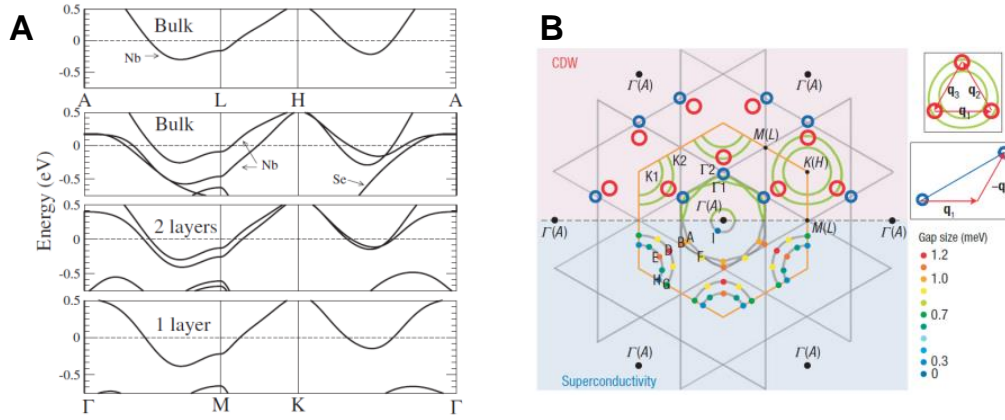 A
Energy (eV)
0.5
0
-0.5
Bulk
Nb
A
L
H
A
0.5
0
-0.5
Bulk
Nb
Se
0.5
0
-0.5
2 layers
0.5
0
-0.5
1 layer
Γ
M
K
Γ
B
CDW
Γ(A)
Γ(A)
M(L)
K2
K1
Γ2
Γ1
K(H)
Γ(A)
Γ(A)
M(L)
Γ(A)
I
A
B
D
F
E
H
G
Γ(A)
Γ(A)
Superconductivity
q3
q2
q1
q1
-q
Gap size (meV)
1.2
1.0
0.7
0.3
0